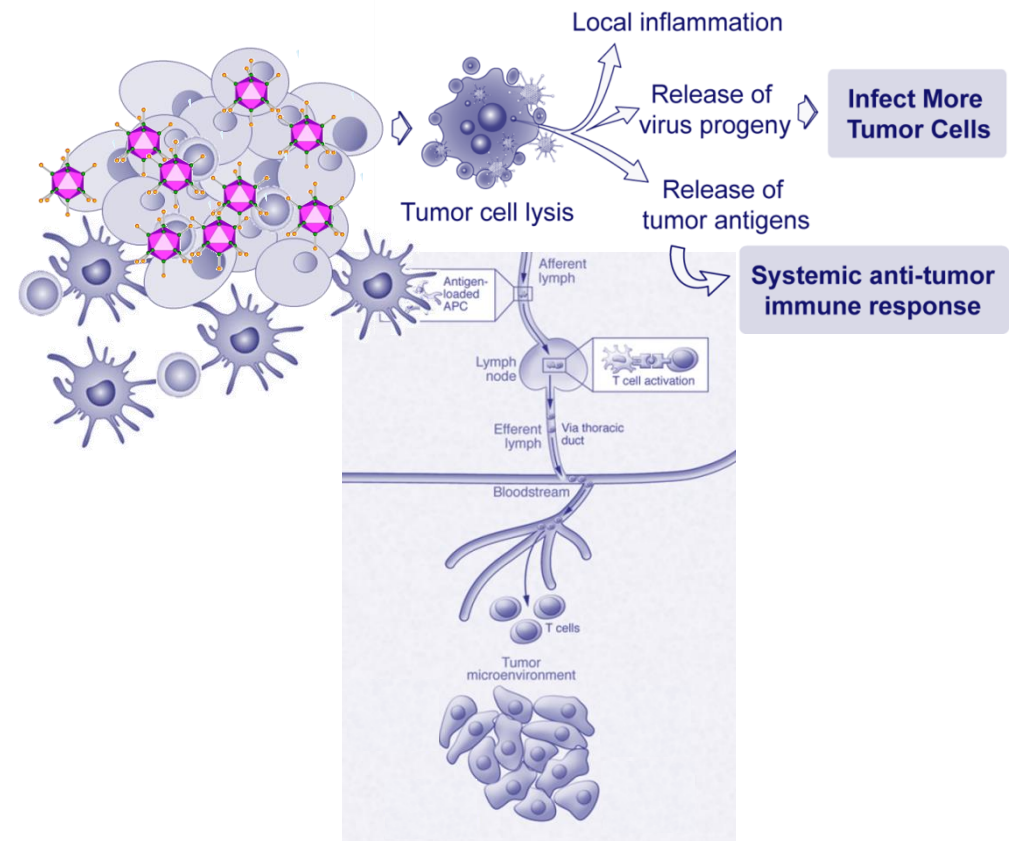 Local inflammation
Release of
virus progeny
Infect More
Tumor Cells
Tumor cell lysis
Release of
tumor antigens
Systemic anti-tumor
immune response
Afferent
lymph
Antigen-
loaded
APC
Lymph
node
T cell activation
Efferent
lymph
Via thoracic
duct
Bloodstream
T cells
Tumor
microenvironment